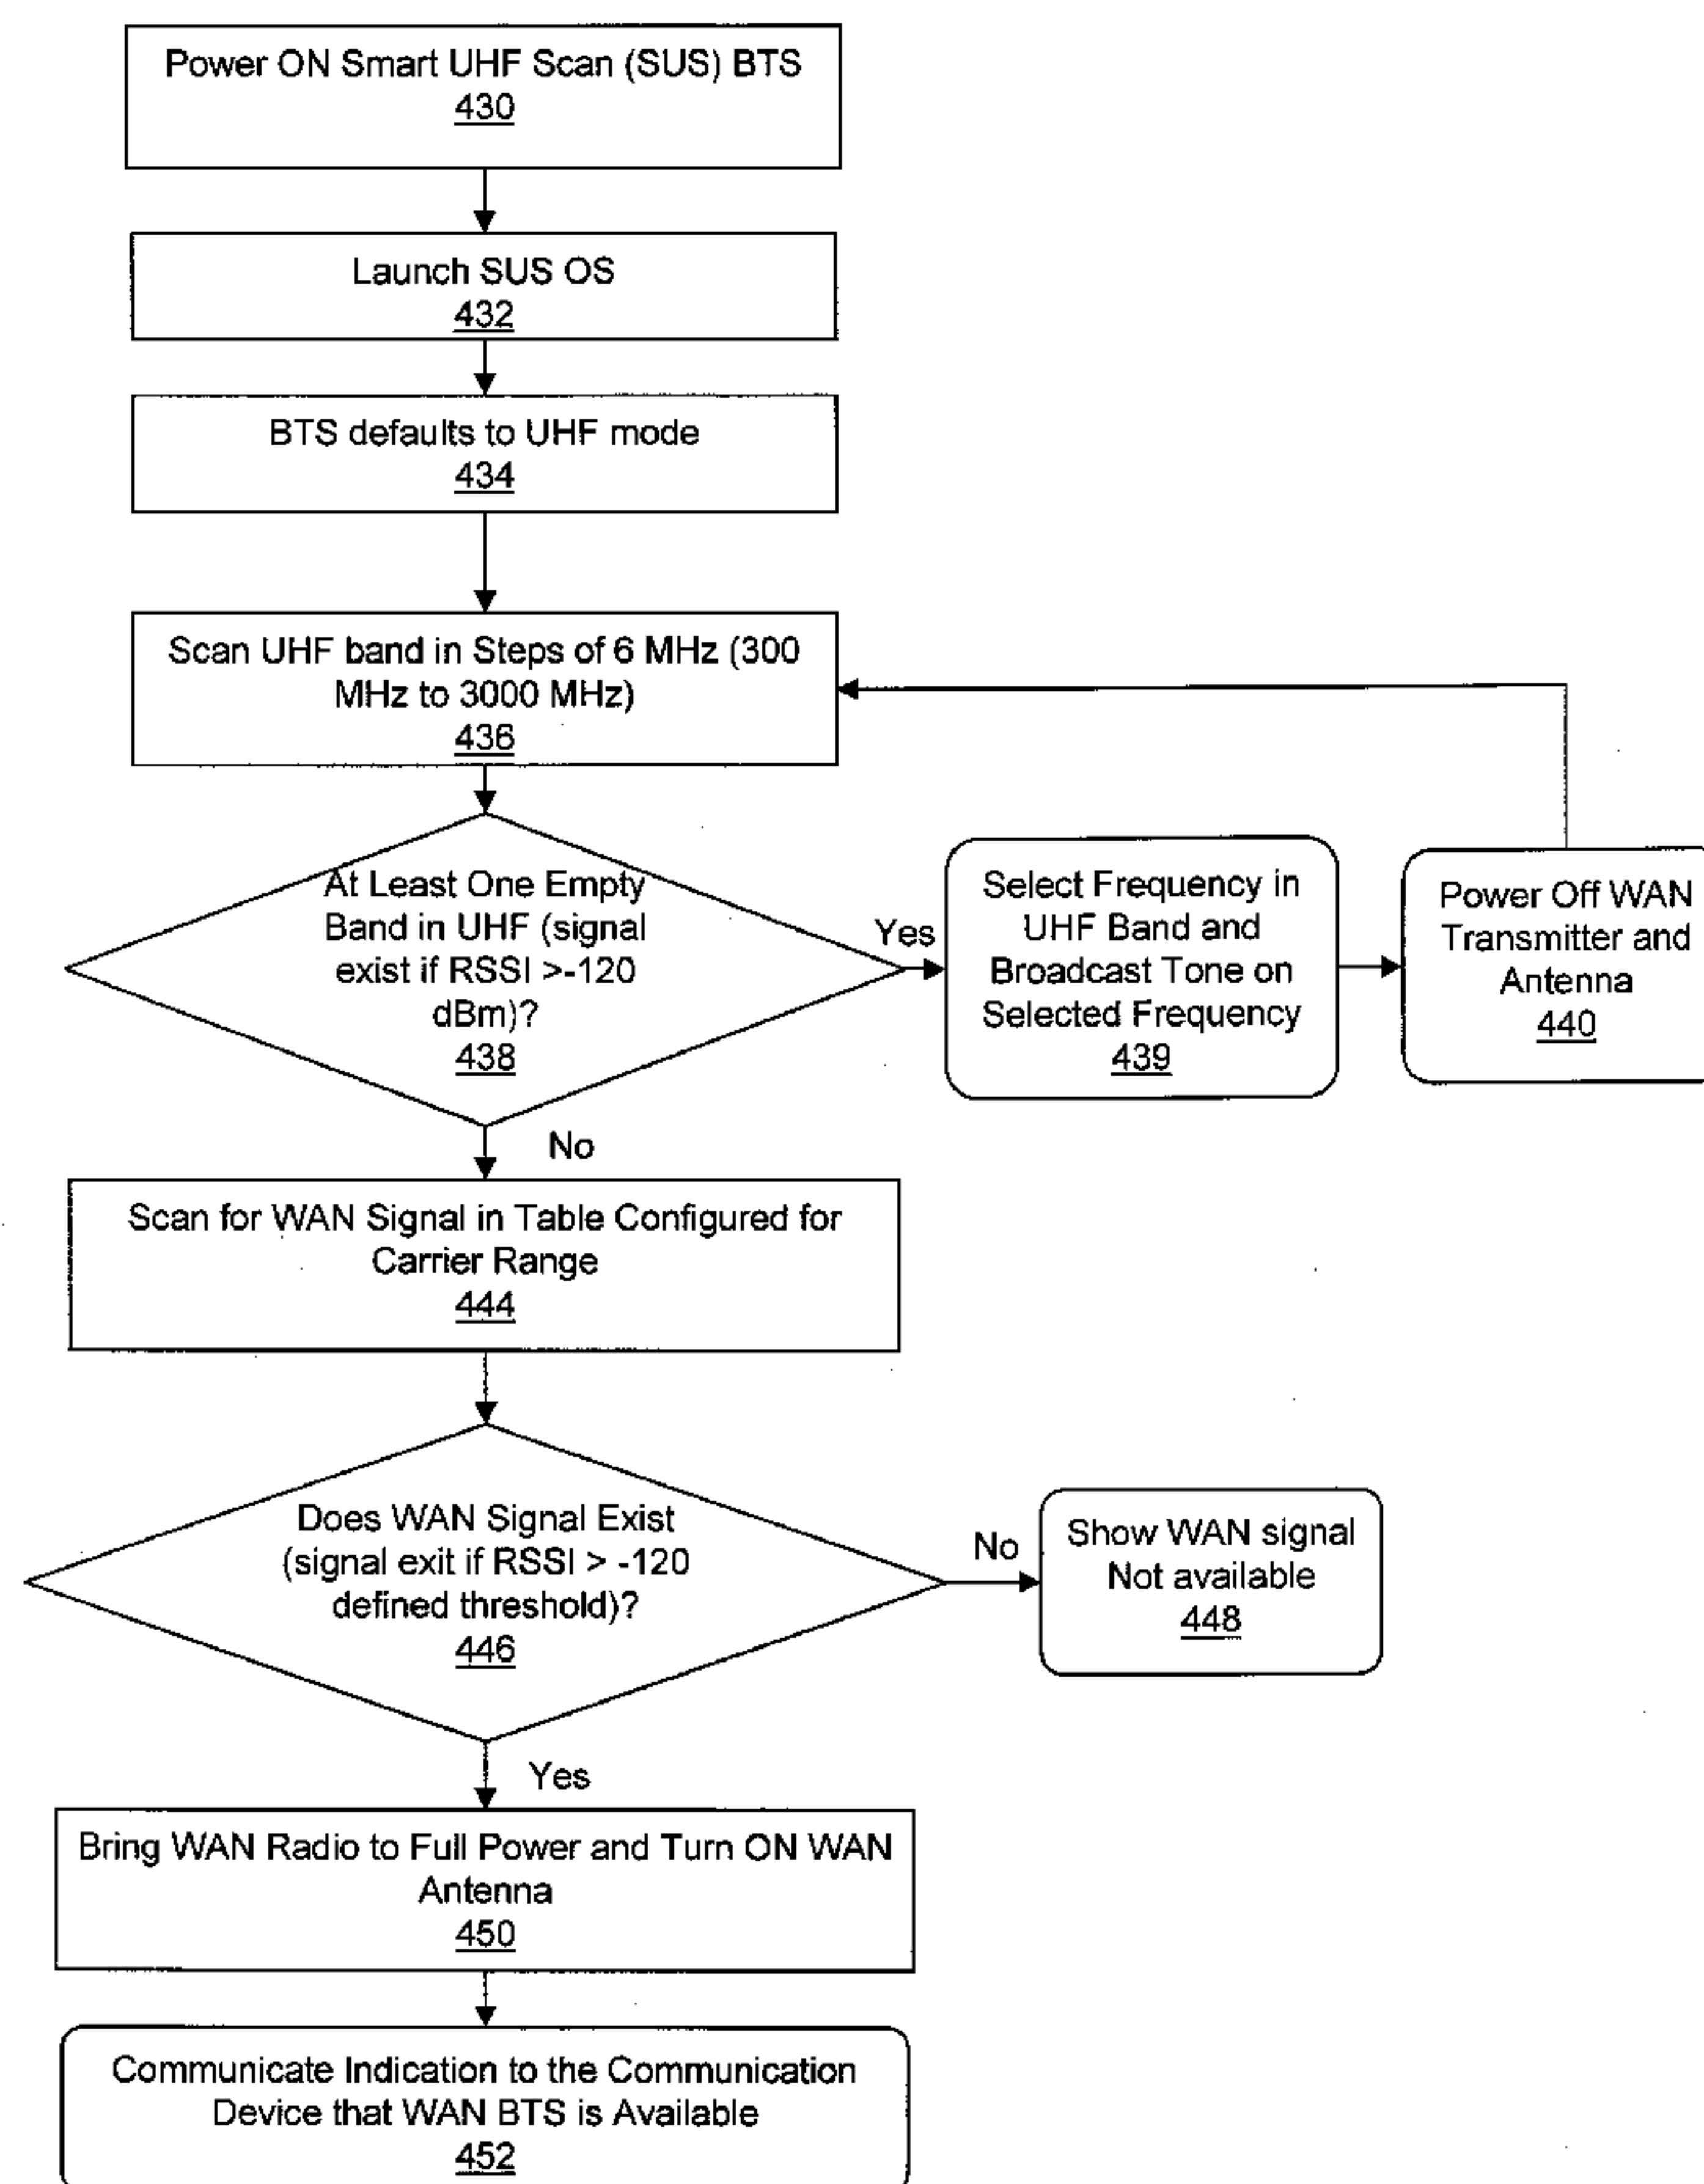 Power ON Smart UHF Scan (SUS) BTS
430
Launch SUS OS
432
BTS defaults to UHF mode
434
Scan UHF band in Steps of 6 MHz (300
MHz to 3000 MHz)
436
At Least One Empty
Band in UHF (signal
exist if RSSI >-120
dBm)?
438
Yes
Select Frequency in
UHF Band and
Broadcast Tone on
Selected Frequency
439
Power Off WAN
Transmitter and
Antenna
440
No
Scan for WAN Signal in Table Configured for
Carrier Range
444
Does WAN Signal Exist
(signal exit if RSSI > -120
defined threshold)?
446
No
Show WAN signal
Not available
448
Yes
Bring WAN Radio to Full Power and Turn ON WAN
Antenna
450
Communicate Indication to the Communication
Device that WAN BTS is Available
452